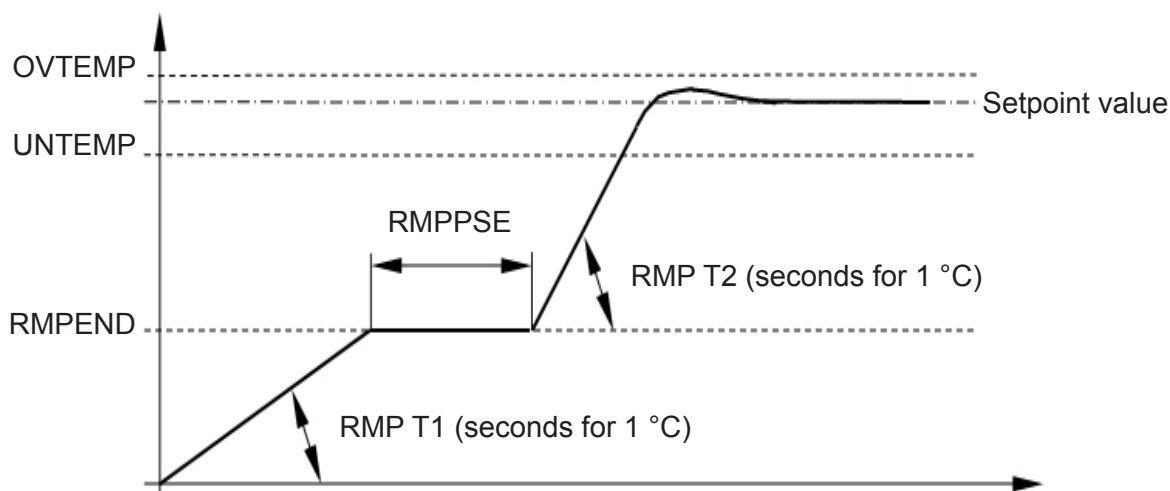 OVTEMP
Setpoint value
UNTEMP
RMPPSE
RMP T2 (seconds for 1 °C)
RMPEND
RMP T1 (seconds for 1 °C)